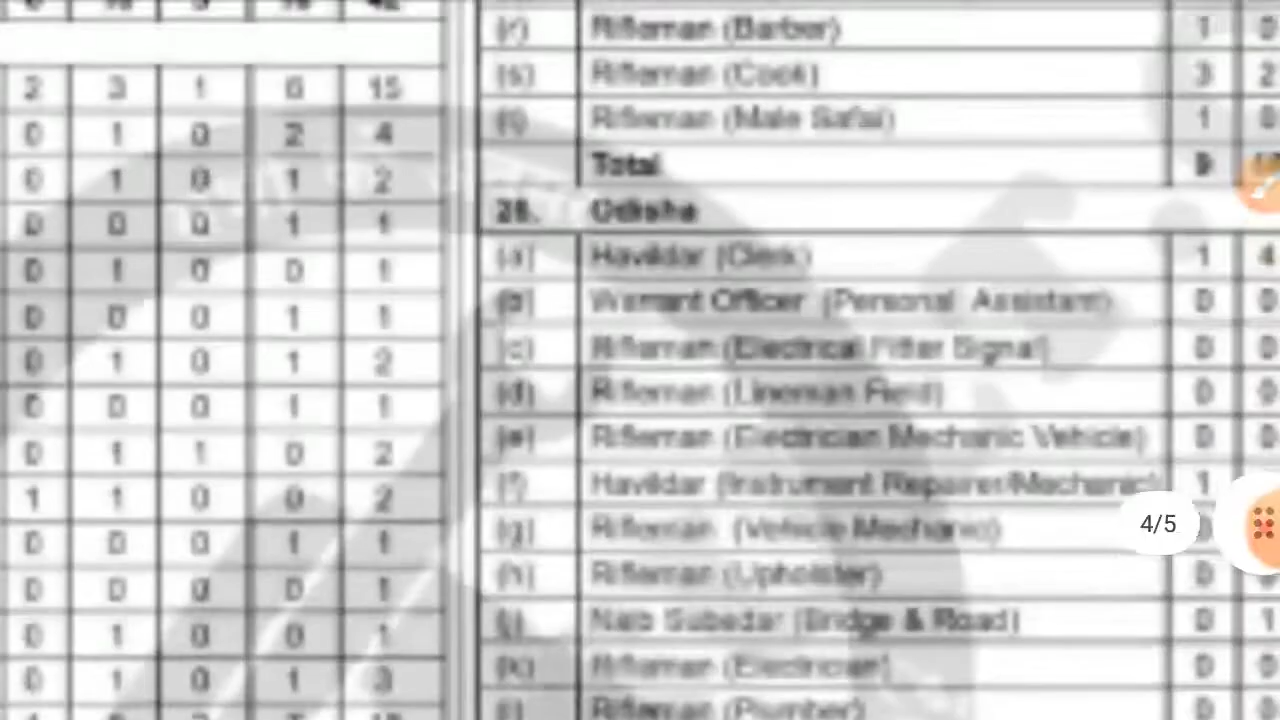 2 3 1 6 15
0 1 0 2 4
0 1 0 1 2
0 0 0 1 1
0 1 0 0 1
0 0 0 1 1
0 1 0 1 2
0 0 0 1 1
0 1 1 0 2
1 1 0 0 2
0 0 0 1 1
0 0 0 0 1
0 1 0 0 1
0 1 0 1 3
(r) Rifleman (Barber) 1 0
(s) Rifleman (Cook) 3 2
(t) Rifleman (Male Safai) 1 0
Total 9
Odisha
(a) Havildar (Clerk) 1 4
(b) Warrant Officer (Personal Assistant) 0 0
(c) Rifleman (Electrical Fitter Signal) 0 0
(d) Rifleman (Lineman Field) 0 0
(e) Rifleman (Electrician Mechanic Vehicle) 0 0
(f) Havildar (Instrument Repairer/Mechanic) 1
(g) Rifleman (Vehicle Mechanic)
(h) Rifleman (Upholster) 0
Naib Subedar (Bridge & Road) 0 1
(k) Rifleman (Electrician) 0 0
Rifleman (Plumber)
4/5